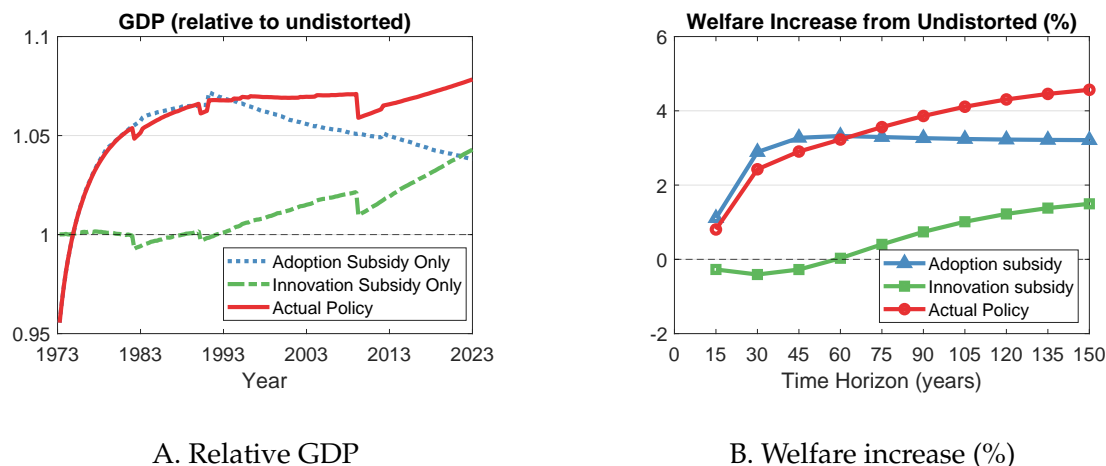 GDP (relative to undistorted)
1.1
1.05
1
0.95
1973 1983 1993 2003 2013 2023
Year
Adoption Subsidy Only
Innovation Subsidy Only
Actual Policy
A. Relative GDP
Welfare Increase from Undistorted (%)
6
4
2
0
-2
0 15 30 45 60 75 90 105 120 135 150
Time Horizon (years)
Adoption subsidy
Innovation subsidy
Actual Policy
B. Welfare increase (%)